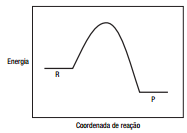 Energia
R
P
Coordenada de reação